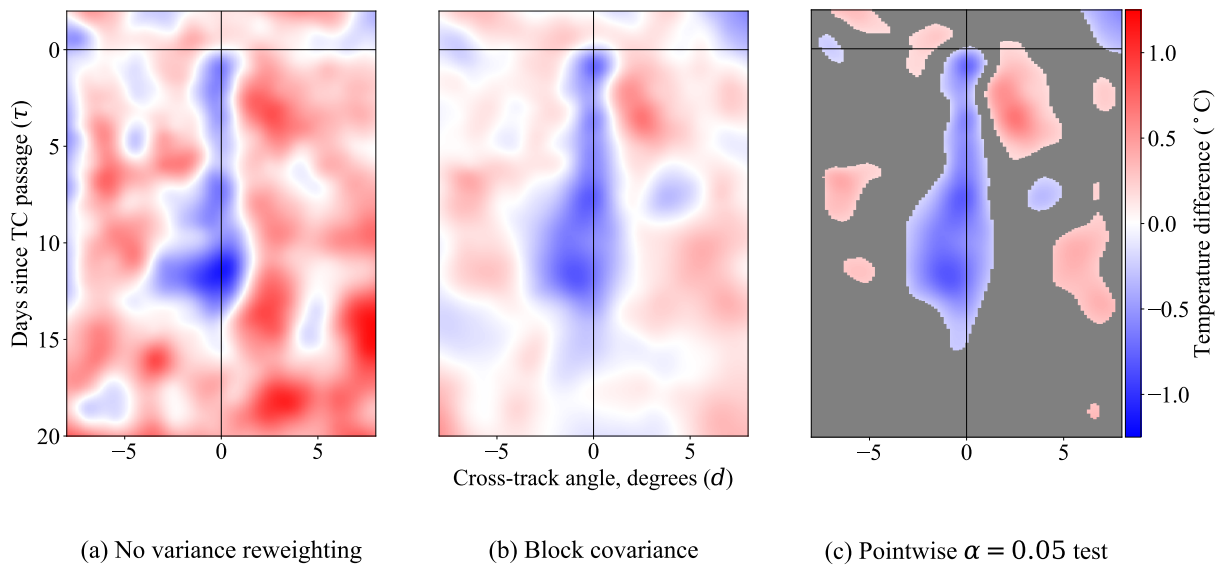 0
5
10
15
20
Days since TC passage (τ)
−5 0 5
−5 0 5
−5 0 5
Cross-track angle, degrees (d)
1.0
0.5
0.0
−0.5
−1.0
Temperature difference (°C)
(a) No variance reweighting
(b) Block covariance
(c) Pointwise α = 0.05 test